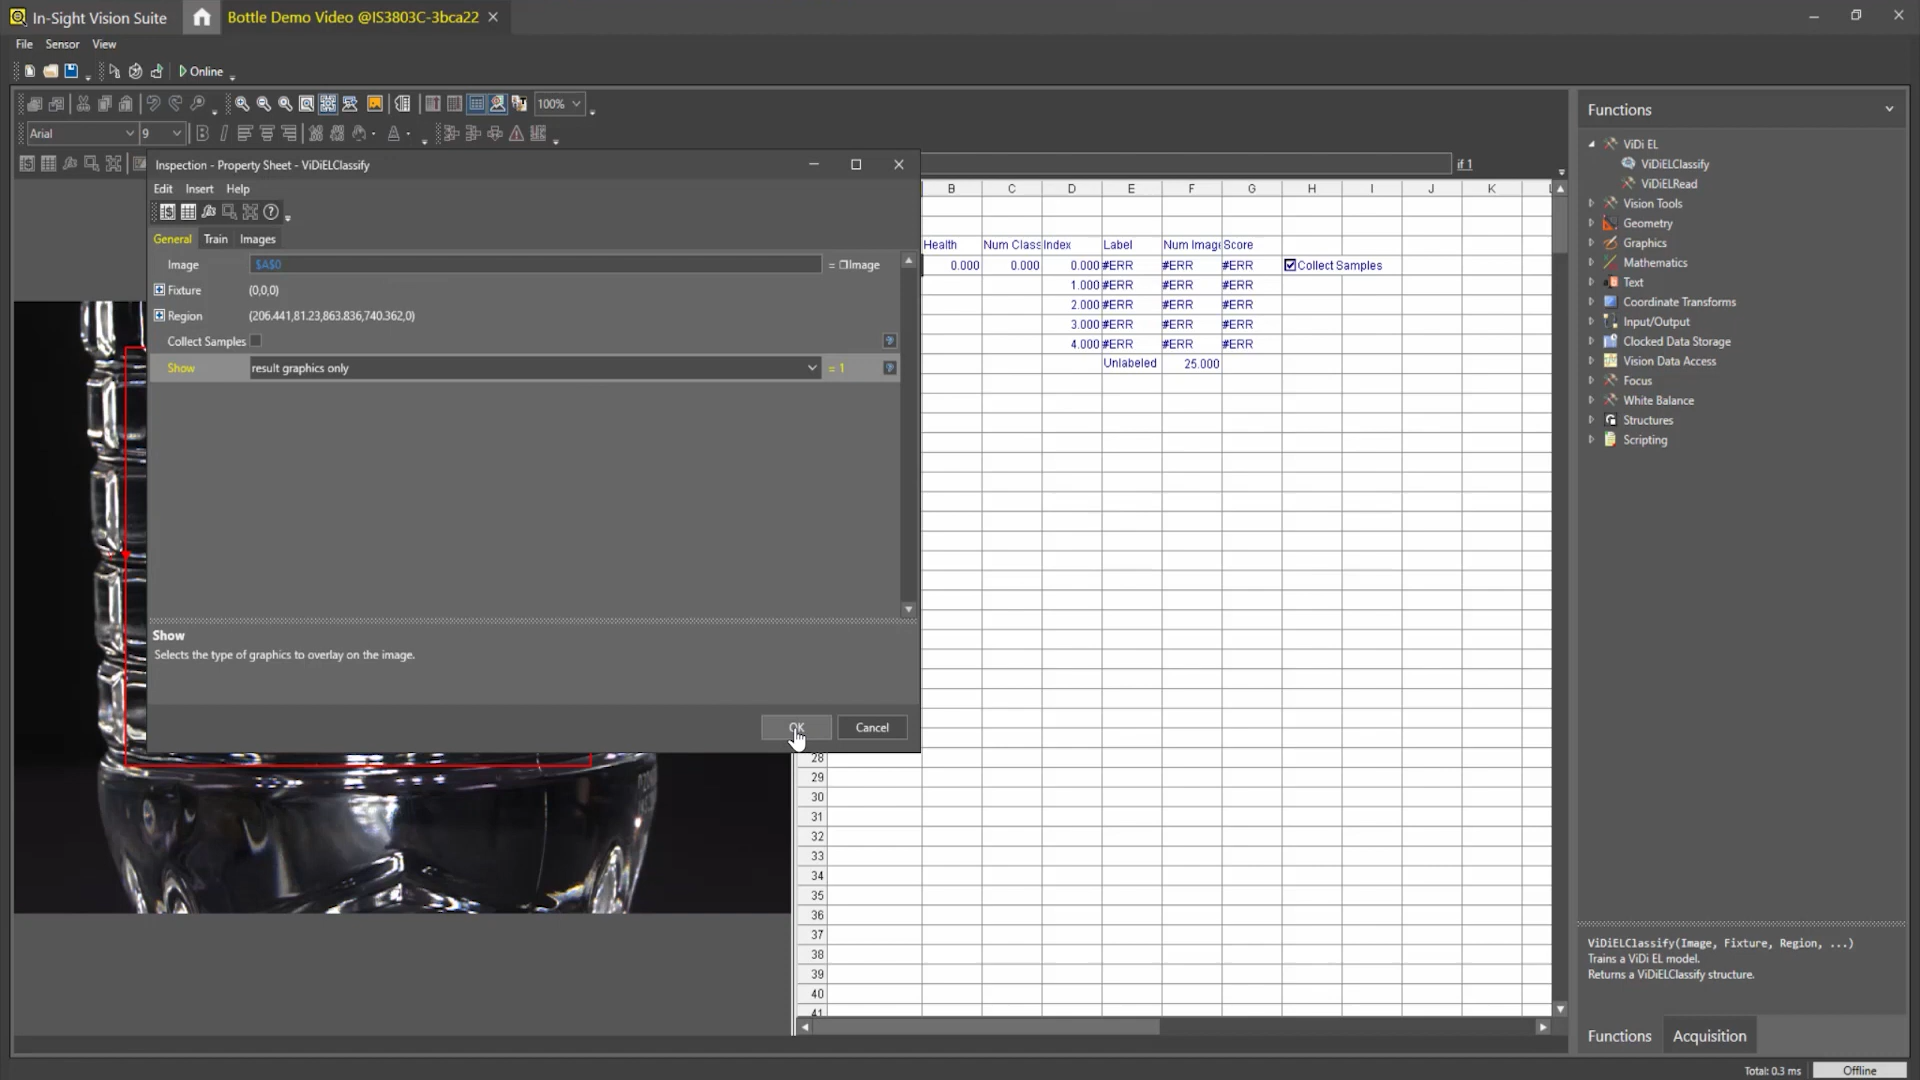 In-Sight Vision Suite
Bottle Demo Video @IS3803C-3bca22
File Sensor View
Online
100%
Arial 9
Inspection - Property Sheet - ViDiELClassify
if 1
Edit Insert Help
General Train Images
Image $A$0 = Image
Fixture (0,0,0)
Region (206.441,81.23,863.836,740.362,0)
Collect Samples
Show result graphics only = 1
Show
Selects the type of graphics to overlay on the image.
OK Cancel
B C D E F G H I J K L
Health Num Class Index Label Num Imag Score
0.000 0.000 0.000 #ERR #ERR #ERR Collect Samples
1.000 #ERR #ERR #ERR
2.000 #ERR #ERR #ERR
3.000 #ERR #ERR #ERR
4.000 #ERR #ERR #ERR
Unlabeled 25.000
28
29
30
31
32
33
34
35
36
37
38
39
40
41
Functions
ViDi EL
ViDiELClassify
ViDiELRead
Vision Tools
Geometry
Graphics
Mathematics
Text
Coordinate Transforms
Input/Output
Clocked Data Storage
Vision Data Access
Focus
White Balance
Structures
Scripting
ViDiELClassify(Image, Fixture, Region, ...)
Trains a ViDi EL model.
Returns a ViDiELClassify structure.
Functions Acquisition
Total: 0.3 ms Offline